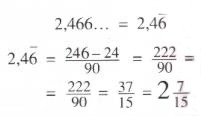 2,466... = 2,46̄
2,46̄ = 246 – 24 / 90 = 222 / 90 =
= 222 / 90 = 37 / 15 = 2 7 / 15